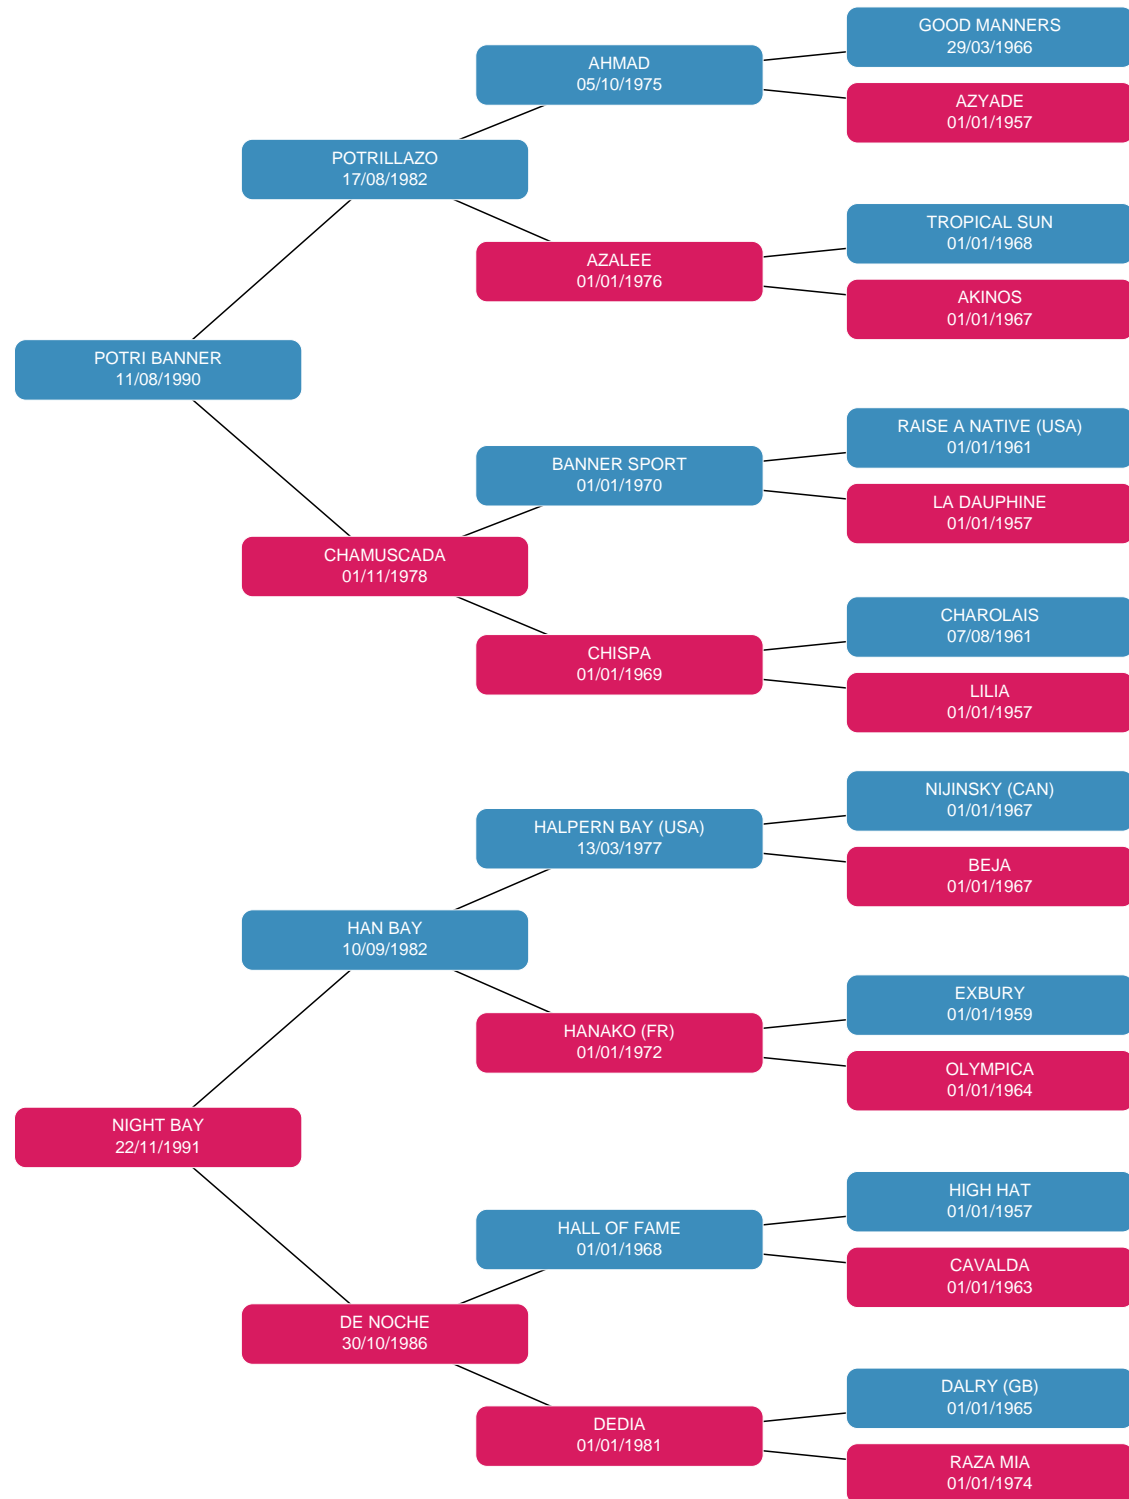 GOOD MANNERS
29/03/1966
AHMAD
05/10/1975
AZYADE
01/01/1957
POTRILLAZO
17/08/1982
TROPICAL SUN
01/01/1968
AZALEE
01/01/1976
AKINOS
01/01/1967
POTRI BANNER
11/08/1990
RAISE A NATIVE (USA)
01/01/1961
BANNER SPORT
01/01/1970
LA DAUPHINE
01/01/1957
CHAMUSCADA
01/11/1978
CHAROLAIS
07/08/1961
CHISPA
01/01/1969
LILIA
01/01/1957
NIJINSKY (CAN)
01/01/1967
HALPERN BAY (USA)
13/03/1977
BEJA
01/01/1967
HAN BAY
10/09/1982
EXBURY
01/01/1959
HANAKO (FR)
01/01/1972
OLYMPICA
01/01/1964
NIGHT BAY
22/11/1991
HIGH HAT
01/01/1957
HALL OF FAME
01/01/1968
CAVALDA
01/01/1963
DE NOCHE
30/10/1986
DALRY (GB)
01/01/1965
DEDIA
01/01/1981
RAZA MIA
01/01/1974